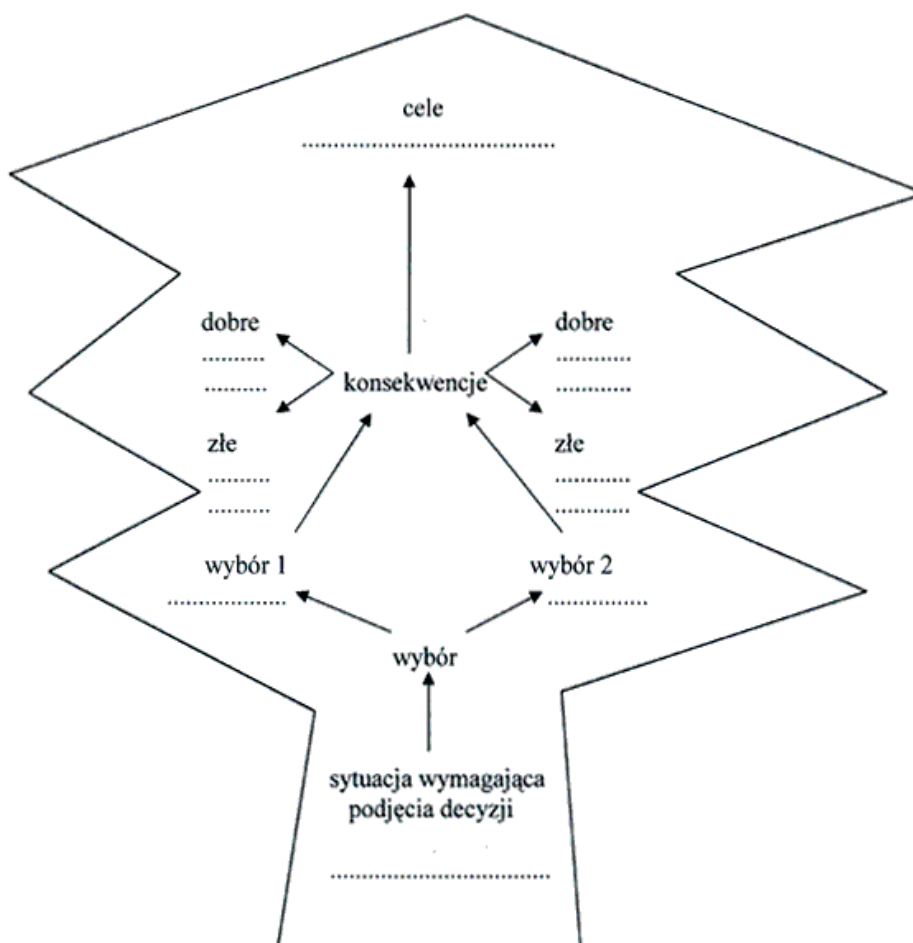 cele
dobre
dobre
konsekwencje
złe
złe
wybór 1
wybór 2
wybór
sytuacja wymagająca
podjęcia decyzji